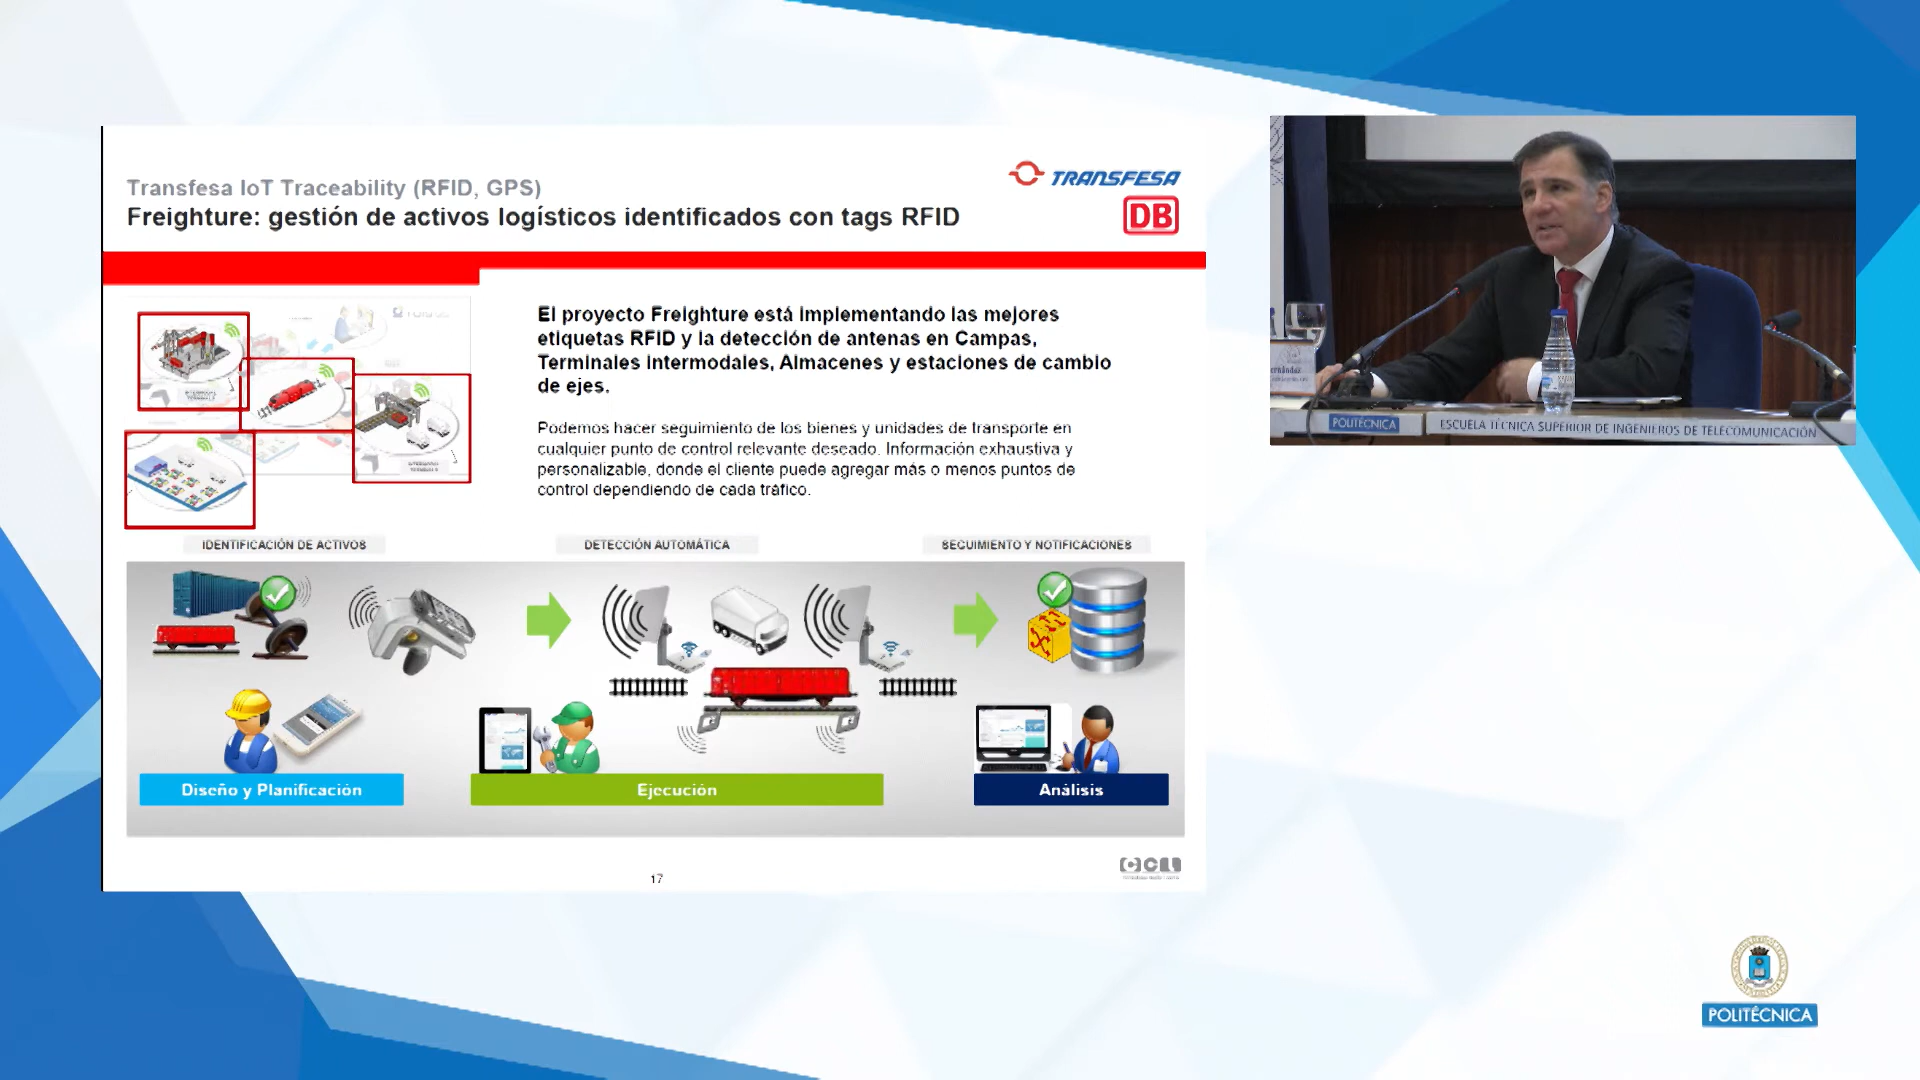 Transfesa IoT Traceability (RFID, GPS)
Freighture: gestión de activos logísticos identificados con tags RFID
TRANSFESA
DB
El proyecto Freighture está implementando las mejores
etiquetas RFID y la detección de antenas en Campas,
Terminales intermodales, Almacenes y estaciones de cambio
de ejes.
Podemos hacer seguimiento de los bienes y unidades de transporte en
cualquier punto de control relevante deseado. Información exhaustiva y
personalizable, donde el cliente puede agregar más o menos puntos de
control dependiendo de cada tráfico.
IDENTIFICACIÓN DE ACTIVOS
DETECCIÓN AUTOMÁTICA
SEGUIMIENTO Y NOTIFICACIONES
Diseño y Planificación
Ejecución
Análisis
17
POLITÉCNICA
ESCUELA TÉCNICA SUPERIOR DE INGENIEROS DE TELECOMUNICACIÓN
POLITÉCNICA